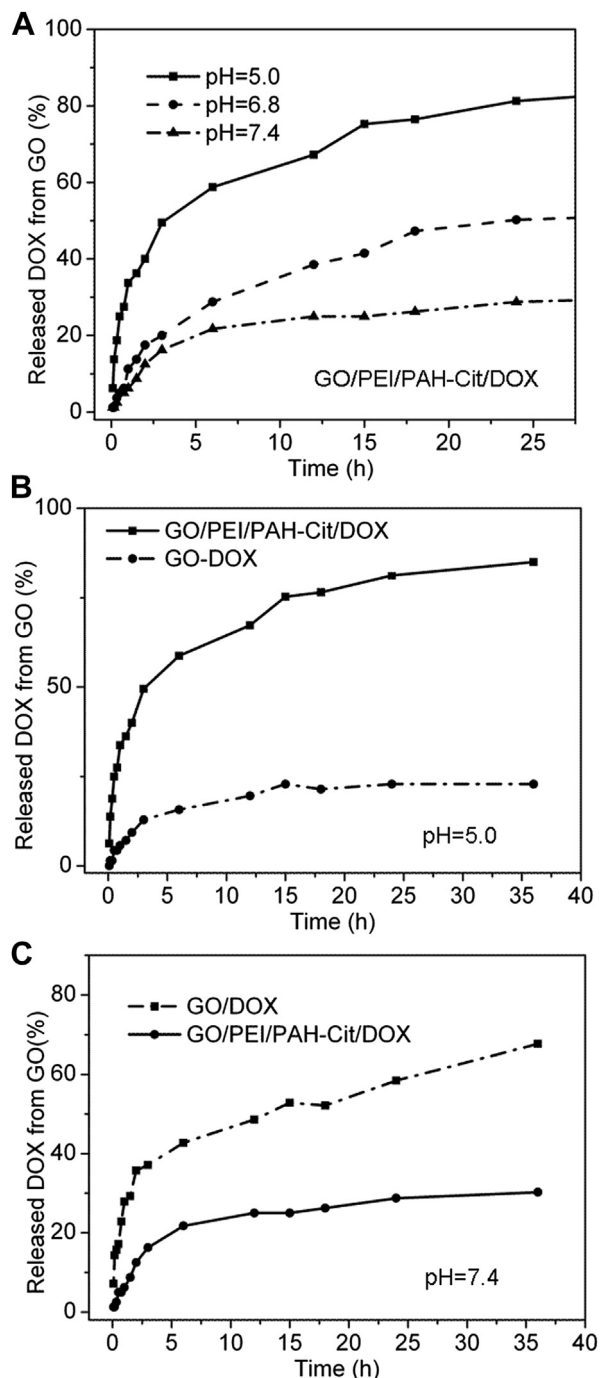 A
100
80
60
40
20
0
Released DOX from GO (%)
pH=5.0
pH=6.8
pH=7.4
GO/PEI/PAH-Cit/DOX
0 5 10 15 20 25
Time (h)
B
100
50
0
Released DOX from GO (%)
GO/PEI/PAH-Cit/DOX
GO-DOX
pH=5.0
0 5 10 15 20 25 30 35 40
Time (h)
C
80
60
40
20
0
Released DOX from GO(%)
GO/DOX
GO/PEI/PAH-Cit/DOX
pH=7.4
0 5 10 15 20 25 30 35 40
Time (h)